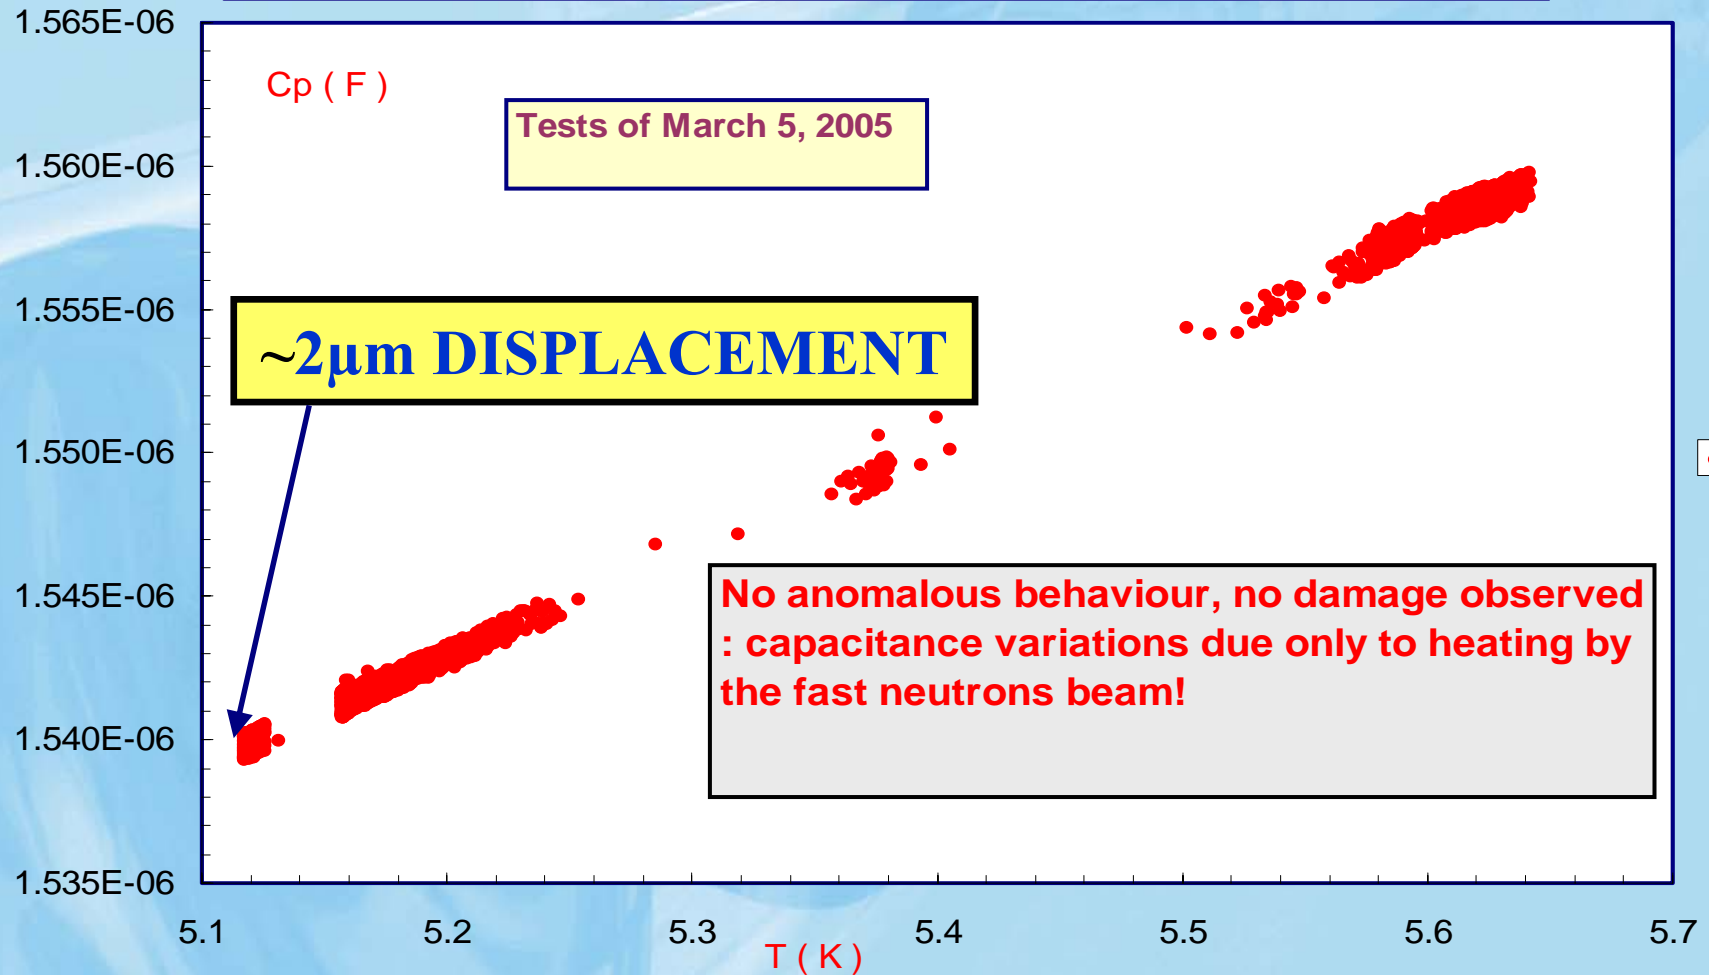 1.565E-06
Cp ( F )
Tests of March 5, 2005
1.560E-06
1.555E-06
~2μm DISPLACEMENT
1.550E-06
1.545E-06
No anomalous behaviour, no damage observed
: capacitance variations due only to heating by
the fast neutrons beam!
1.540E-06
1.535E-06
5.1 5.2 5.3 5.4 5.5 5.6 5.7
T ( K )